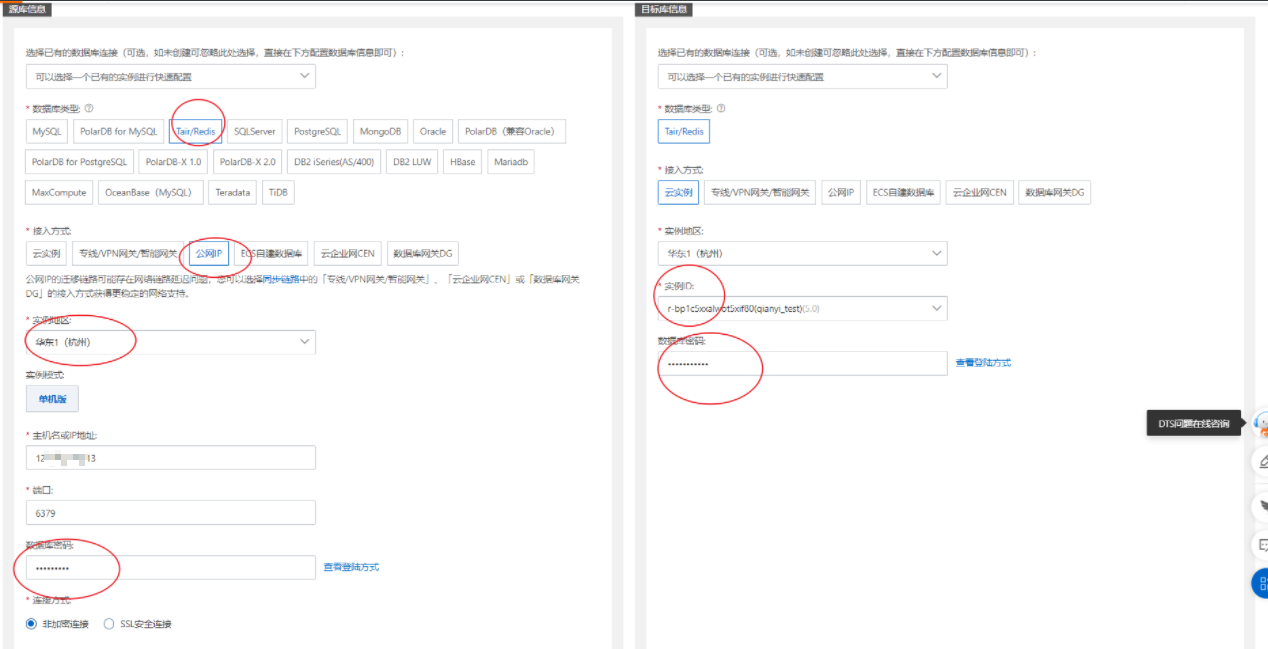 源库信息
选择已有的数据库连接（可选，如未创建可忽略此处选择，直接在下方配置数据库信息即可）:
可以选择一个已有的实例进行快速配置
* 数据库类型:
MySQL PolarDB for MySQL Tair/Redis SQLServer PostgreSQL MongoDB Oracle PolarDB（兼容Oracle）
PolarDB for PostgreSQL PolarDB-X 1.0 PolarDB-X 2.0 DB2 iSeries(AS/400) DB2 LUW HBase Mariadb
MaxCompute OceanBase（MySQL） Teradata TiDB
* 接入方式:
云实例 专线/VPN网关/智能网关 公网IP ECS自建数据库 云企业网CEN 数据库网关DG
公网IP的迁移链路可能存在网络链路延迟问题，您可以选择同步链路中的「专线/VPN网关/智能网关」、「云企业网CEN」或「数据库网关
DG」的接入方式获得更稳定的网络支持。
* 实例地区:
华东1（杭州）
实例模式:
单机版
* 主机名或IP地址:
12 13
* 端口:
6379
数据库密码:
•••••••••
查看登陆方式
* 连接方式:
非加密连接 SSL安全连接
目标库信息
选择已有的数据库连接（可选，如未创建可忽略此处选择，直接在下方配置数据库信息即可）:
可以选择一个已有的实例进行快速配置
* 数据库类型:
Tair/Redis
* 接入方式:
云实例 专线/VPN网关/智能网关 公网IP ECS自建数据库 云企业网CEN 数据库网关DG
* 实例地区:
华东1（杭州）
* 实例ID:
r-bp1c5xxalwot5xif80(qianyi_test)(5.0)
数据库密码:
•••••••••••
查看登陆方式
DTS问题在线咨询